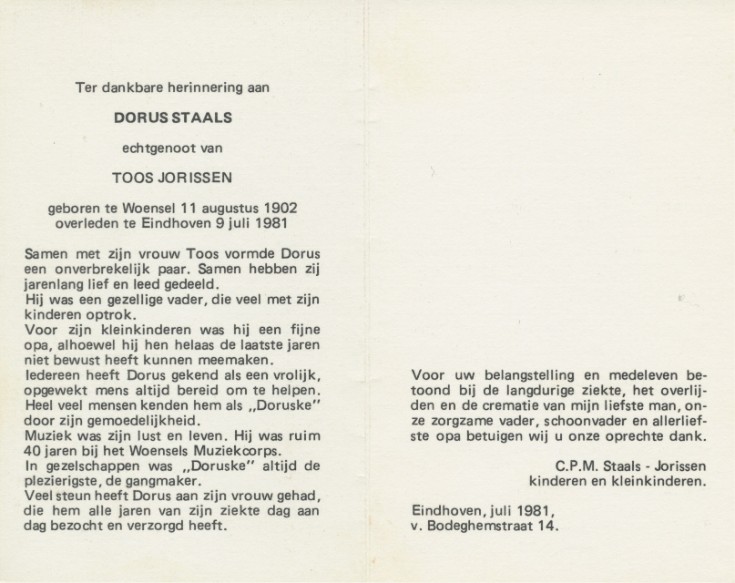 Ter dankbare herinnering aan
DORUS STAALS
echtgenoot van
TOOS JORISSEN
geboren te Woensel 11 augustus 1902
overleden te Eindhoven 9 juli 1981
Samen met zijn vrouw Toos vormde Dorus
een onverbrekelijk paar. Samen hebben zij
jarenlang lief en leed gedeeld.
Hij was een gezellige vader, die veel met zijn
kinderen optrok.
Voor zijn kleinkinderen was hij een fijne
opa, alhoewel hij hen helaas de laatste jaren
niet bewust heeft kunnen meemaken.
Iedereen heeft Dorus gekend als een vrolijk,
opgewekt mens altijd bereid om te helpen.
Heel veel mensen kenden hem als „Doruske”
door zijn gemoedelijkheid.
Muziek was zijn lust en leven. Hij was ruim
40 jaren bij het Woensels Muziekcorps.
In gezelschappen was „Doruske” altijd de
plezierigste, de gangmaker.
Veel steun heeft Dorus aan zijn vrouw gehad,
die hem alle jaren van zijn ziekte dag aan
dag bezocht en verzorgd heeft.
Voor uw belangstelling en medeleven be-
toond bij de langdurige ziekte, het overlij-
den en de crematie van mijn liefste man, on-
ze zorgzame vader, schoonvader en allerlief-
ste opa betuigen wij u onze oprechte dank.
C.P.M. Staals - Jorissen
kinderen en kleinkinderen.
Eindhoven, juli 1981,
v. Bodeghemstraat 14.